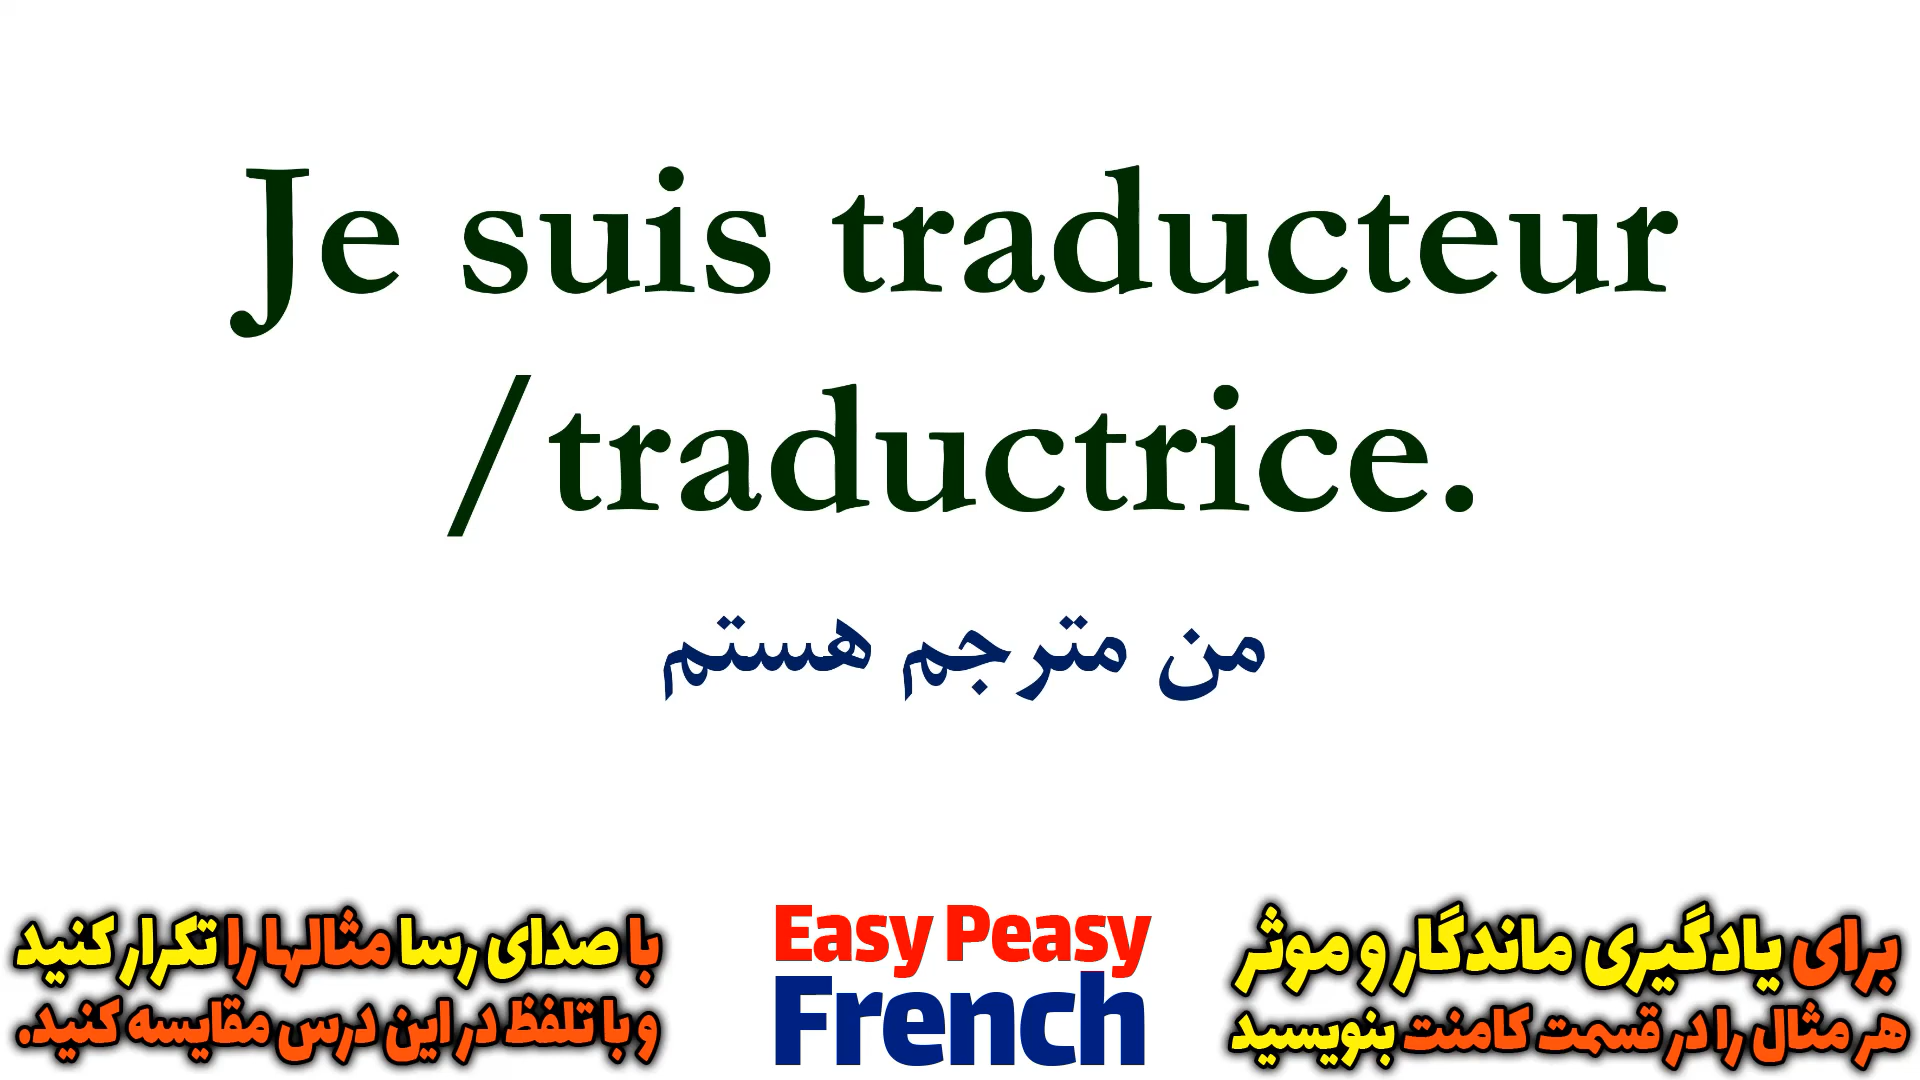 Je suis traducteur
/traductrice.
من مترجم هستم
برای یادگیری ماندگار و موثر
هر مثال را در قسمت کامنت بنویسید
Easy Peasy
French
با صدای رسا مثالها را تکرار کنید
و با تلفظ در این درس مقایسه کنید.